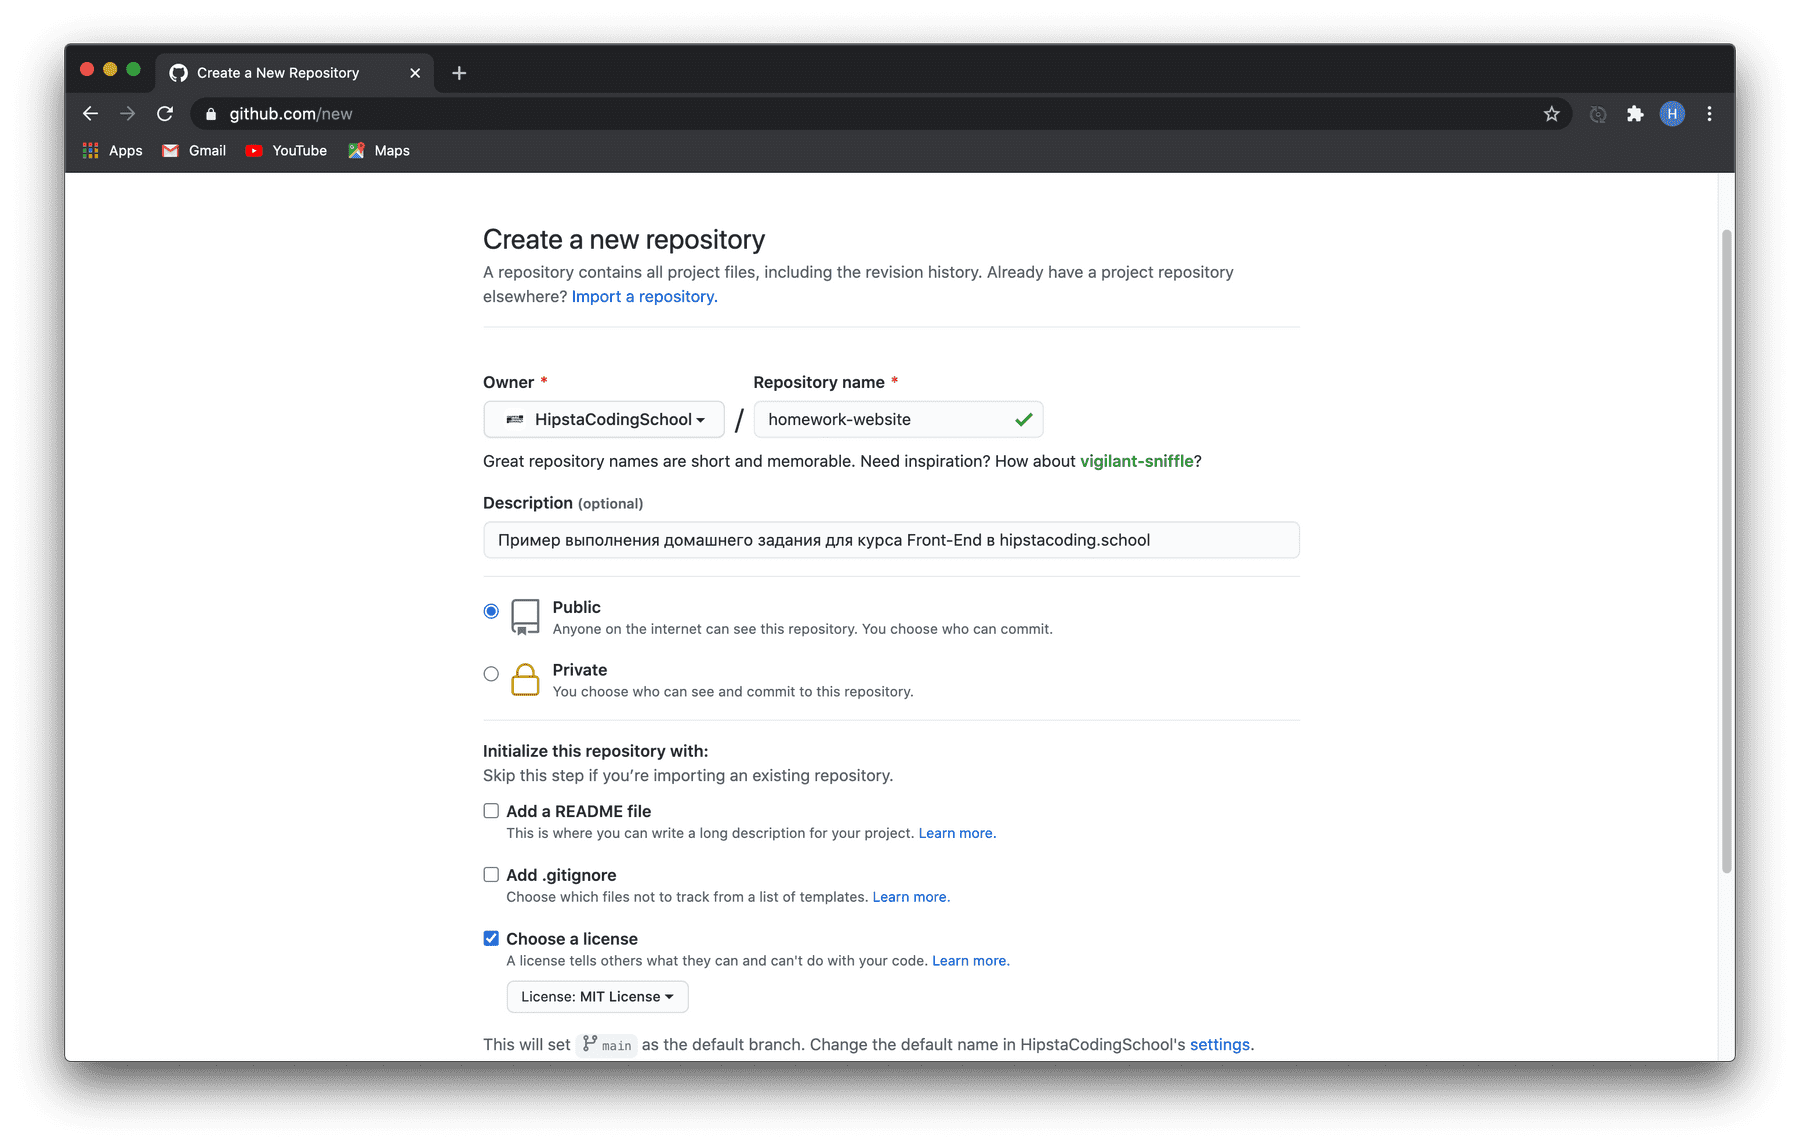 Create a New Repository
github.com/new
H
Apps Gmail YouTube Maps
Create a new repository
A repository contains all project files, including the revision history. Already have a project repository
elsewhere? Import a repository.
Owner * Repository name *
HipstaCodingSchool / homework-website
Great repository names are short and memorable. Need inspiration? How about vigilant-sniffle?
Description (optional)
Пример выполнения домашнего задания для курса Front-End в hipstacoding.school
Public
Anyone on the internet can see this repository. You choose who can commit.
Private
You choose who can see and commit to this repository.
Initialize this repository with:
Skip this step if you’re importing an existing repository.
Add a README file
This is where you can write a long description for your project. Learn more.
Add .gitignore
Choose which files not to track from a list of templates. Learn more.
Choose a license
A license tells others what they can and can't do with your code. Learn more.
License: MIT License
This will set main as the default branch. Change the default name in HipstaCodingSchool's settings.